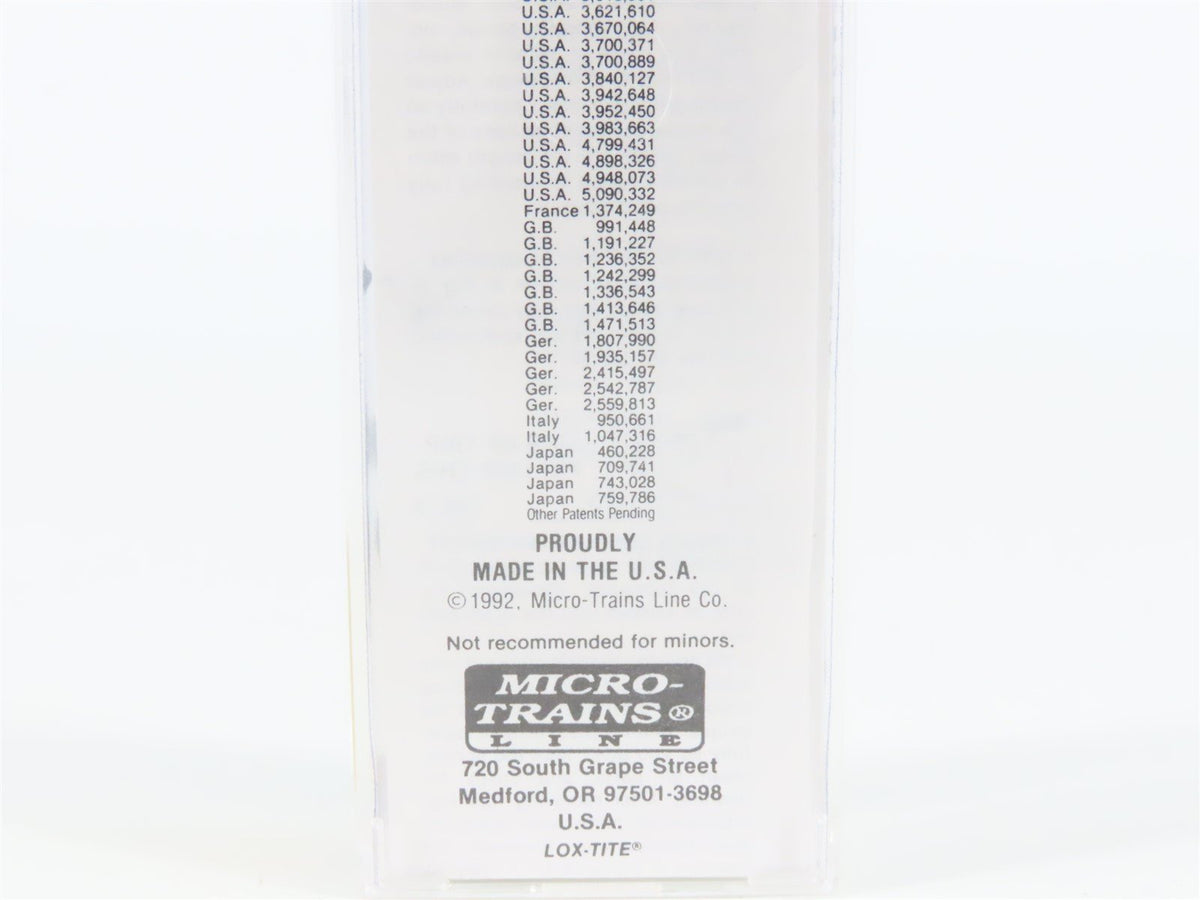 U.S.A. 3,621,610
U.S.A. 3,670,064
U.S.A. 3,700,371
U.S.A. 3,700,889
U.S.A. 3,840,127
U.S.A. 3,942,648
U.S.A. 3,952,450
U.S.A. 3,983,663
U.S.A. 4,799,431
U.S.A. 4,898,326
U.S.A. 4,948,073
U.S.A. 5,090,332
France 1,374,249
G.B. 991,448
G.B. 1,191,227
G.B. 1,236,352
G.B. 1,242,299
G.B. 1,336,543
G.B. 1,413,646
G.B. 1,471,513
Ger. 1,807,990
Ger. 1,935,157
Ger. 2,415,497
Ger. 2,542,787
Ger. 2,559,813
Italy 950,661
Italy 1,047,316
Japan 460,228
Japan 709,741
Japan 743,028
Japan 759,786
Other Patents Pending
PROUDLY
MADE IN THE U.S.A.
©1992, Micro-Trains Line Co.
Not recommended for minors.
MICRO-
TRAINS®
LINE
720 South Grape Street
Medford, OR 97501-3698
U.S.A.
LOX-TITE®